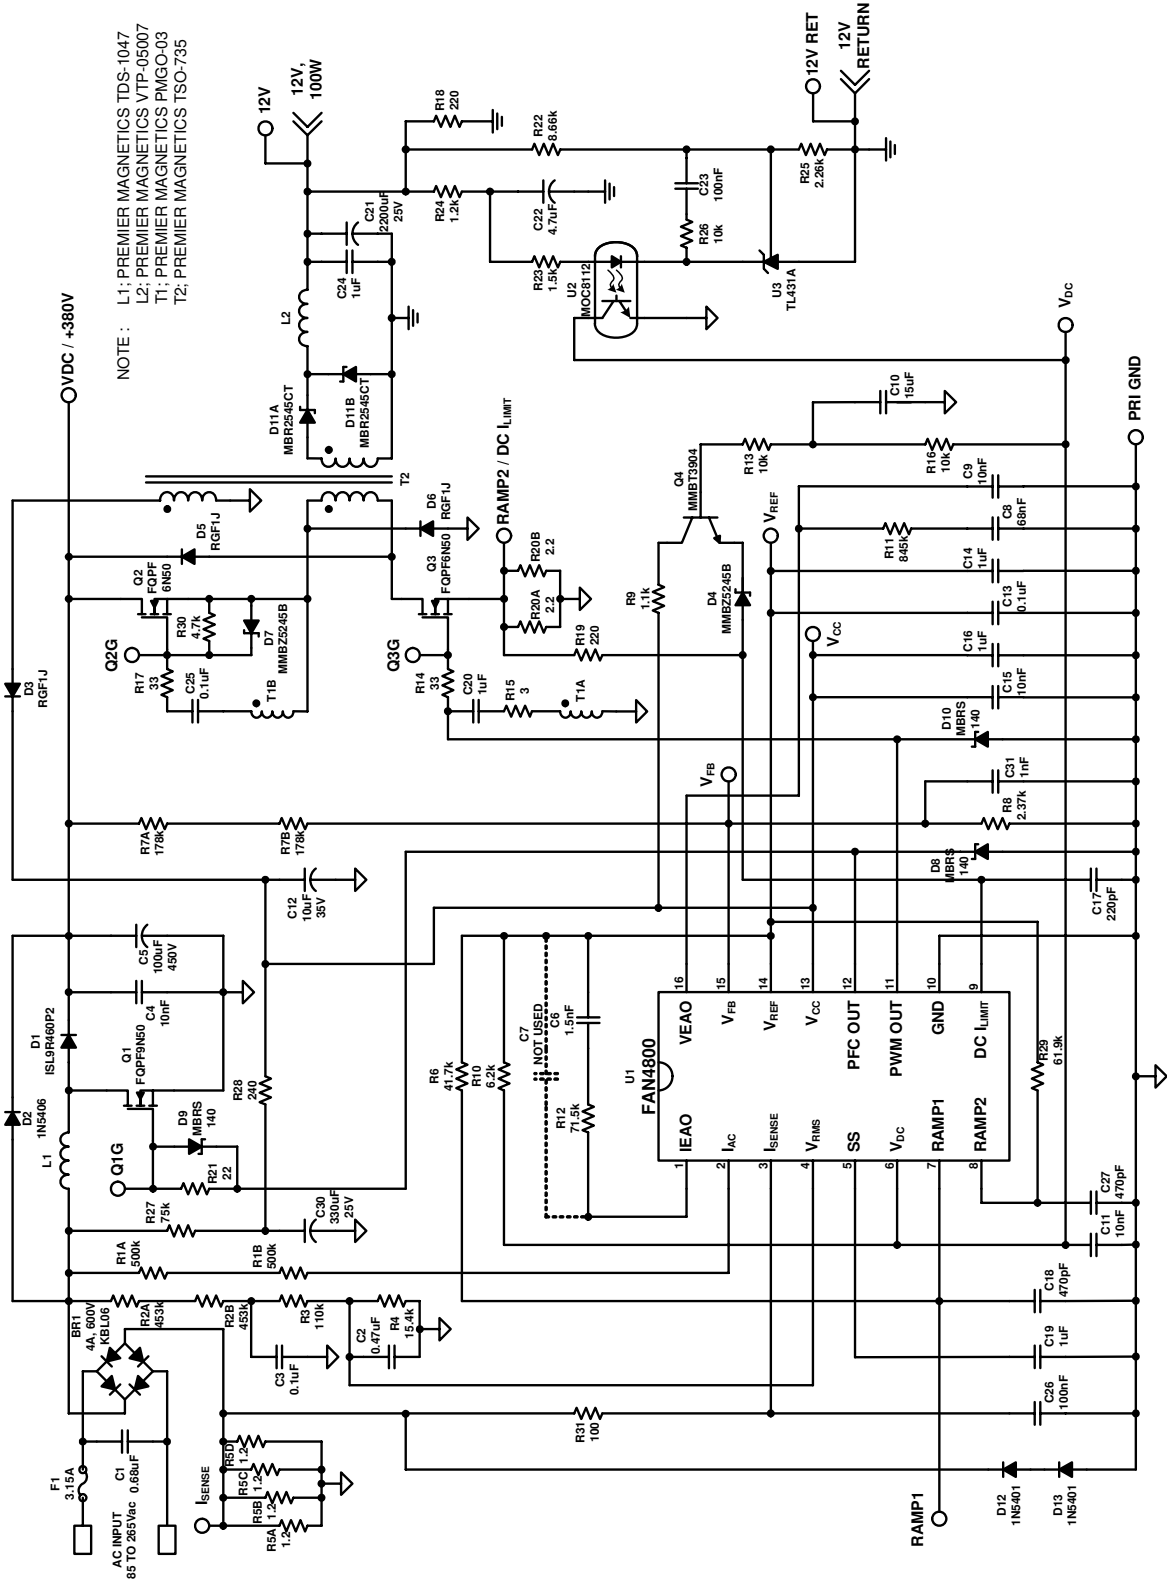 NOTE : L1; PREMIER MAGNETICS TDS-1047
L2; PREMIER MAGNETICS VTP-05007
T1; PREMIER MAGNETICS PMGO-03
T2; PREMIER MAGNETICS TSO-735
AC INPUT
85 TO 265Vac
F1
3.15A
C1
0.68uF
BR1
4A, 600V
KBL06
ISENSE
R5A
1.2
R5B
1.2
R5C
1.2
R5D
1.2
R2A
453k
R2B
453k
R3
110k
R4
15.4k
C3
0.1uF
C2
0.47uF
R1A
500k
R1B
500k
R27
75k
C30
330uF
25V
R28
240
Q1G
R21
22
D9
MBRS
140
L1
D2
1N5406
Q1
FQPF9N50
D1
ISL9R460P2
C4
10nF
C5
100uF
450V
C12
10uF
35V
R7A
178k
R7B
178k
D3
RGF1J
VDC / +380V
Q2G
R17
33
C25
0.1uF
T1B
R30
4.7k
D7
MMBZ5245B
Q2
FQPF
6N50
D5
RGF1J
T2
Q3G
R14
33
C20
1uF
R15
3
T1A
Q3
FQPF6N50
D6
RGF1J
RAMP2 / DC ILIMIT
R20A
2.2
R20B
2.2
R19
220
D11A
MBR2545CT
D11B
MBR2545CT
L2
C24
1uF
C21
2200uF
25V
12V
12V,
100W
R24
1.2k
R18
220
C22
4.7uF
R22
8.66k
R23
1.5k
U2
MOC8112
R26
10k
C23
100nF
U3
TL431A
R25
2.26k
12V RET
12V
RETURN
R31
100
R6
41.7k
R10
6.2k
C7
NOT USED
R12
71.5k
C6
1.5nF
U1
FAN4800
1
IEAO
2
IAC
3
ISENSE
4
VRMS
5
SS
6
VDC
7
RAMP1
8
RAMP2
16
VEAO
15
VFB
14
VREF
13
VCC
12
PFC OUT
11
PWM OUT
10
GND
9
DC ILIMIT
VFB
R9
1.1k
Q4
MMBT3904
D4
MMBZ5245B
R13
10k
C10
15uF
R16
10k
VREF
VCC
RAMP1
D12
1N5401
D13
1N5401
C26
100nF
C19
1uF
C18
470pF
C11
10nF
C27
470pF
R29
61.9k
C17
220pF
D8
MBRS
140
R8
2.37k
C31
1nF
D10
MBRS
140
C15
10nF
C16
1uF
C13
0.1uF
C14
1uF
R11
845k
C8
68nF
C9
10nF
VDC
PRI GND